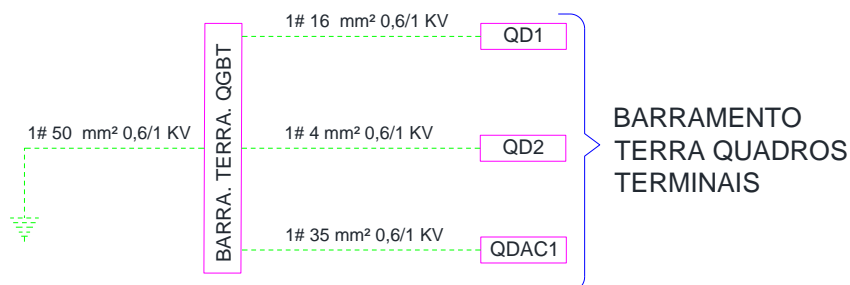 1# 16 mm² 0,6/1 KV
QD1
1# 50 mm² 0,6/1 KV
BARRA. TERRA. QGBT
1# 4 mm² 0,6/1 KV
QD2
1# 35 mm² 0,6/1 KV
QDAC1
BARRAMENTO
TERRA QUADROS
TERMINAIS